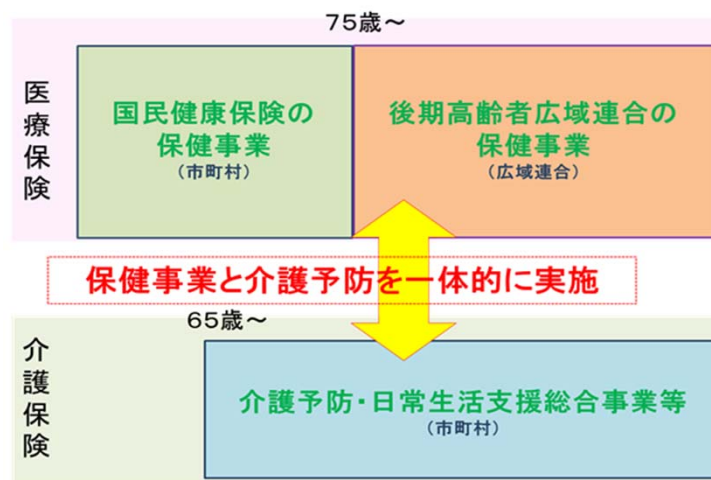 75歳～
医療保険
国民健康保険の
保健事業
（市町村）
後期高齢者広域連合の
保健事業
（広域連合）
保健事業と介護予防を一体的に実施
65歳～
介護保険
介護予防・日常生活支援総合事業等
（市町村）